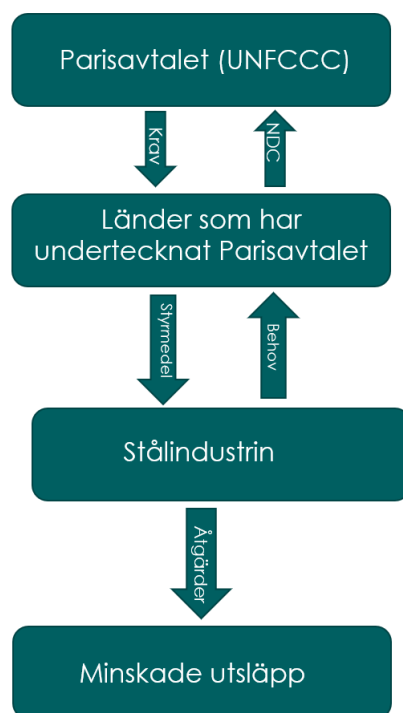 Parisavtalet (UNFCCC)
Krav
NDC
Länder som har
undertecknat Parisavtalet
Styrmedel
Behov
Stålindustrin
Åtgärder
Minskade utsläpp